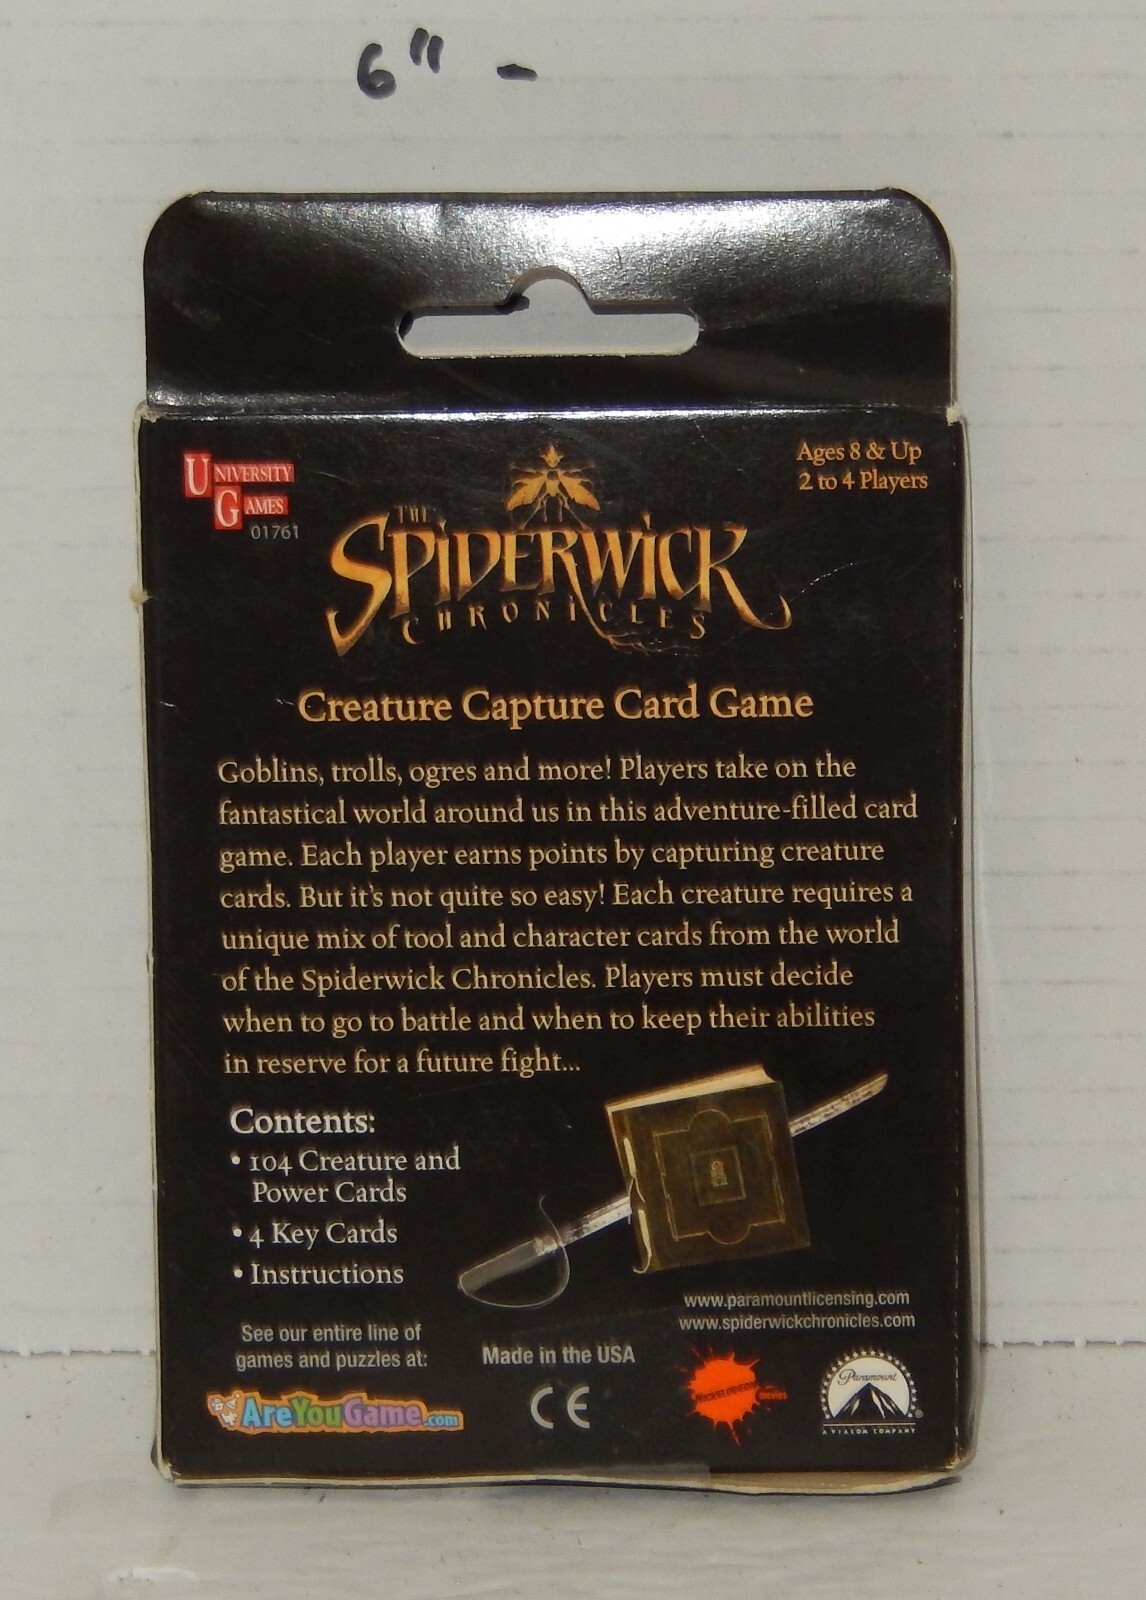 6" -
UNIVERSITY
GAMES
01761
Ages 8 & Up
2 to 4 Players
THE
SPIDERWICK
CHRONICLES
Creature Capture Card Game
Goblins, trolls, ogres and more! Players take on the
fantastical world around us in this adventure-filled card
game. Each player earns points by capturing creature
cards. But it's not quite so easy! Each creature requires a
unique mix of tool and character cards from the world
of the Spiderwick Chronicles. Players must decide
when to go to battle and when to keep their abilities
in reserve for a future fight...
Contents:
• 104 Creature and
Power Cards
• 4 Key Cards
• Instructions
www.paramountlicensing.com
www.spiderwickchronicles.com
See our entire line of
games and puzzles at:
AreYouGame.com
Made in the USA
CE
NICKELODEON movies
Paramount
A VIACOM COMPANY